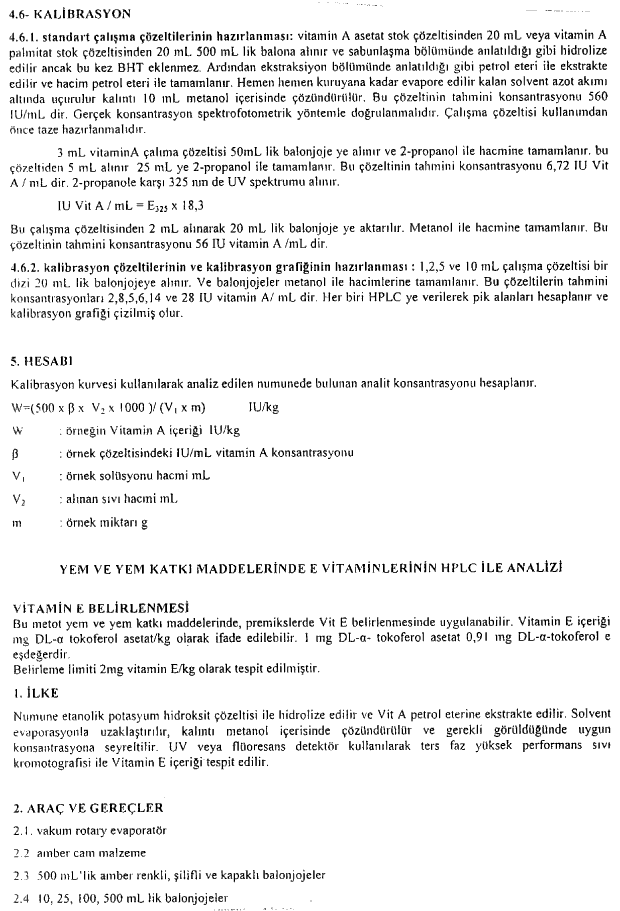 4.6- KALİBRASYON
4.6.1. standart çalışma çözeltilerinin hazırlanması: vitamin A asetat stok çözeltisinden 20 mL veya vitamin A
palmitat stok çözeltisinden 20 mL 500 mL lik balona alınır ve sabunlaşma bölümünde anlatıldığı gibi hidrolize
edilir ancak bu kez BHT eklenmez. Ardından ekstraksiyon bölümünde anlatıldığı gibi petrol eteri ile ekstrakte
edilir ve hacim petrol eteri ile tamamlanır. Hemen hemen kuruyana kadar evapore edilir kalan solvent azot akımı
altında uçurulur kalıntı 10 mL metanol içerisinde çözündürülür. Bu çözeltinin tahmini konsantrasyonu 560
IU/mL dir. Gerçek konsantrasyon spektrofotometrik yöntemle doğrulanmalıdır. Çalışma çözeltisi kullanımdan
önce taze hazırlanmalıdır.
3 mL vitaminA çalıma çözeltisi 50mL lik balonjoje ye alınır ve 2-propanol ile hacmine tamamlanır. bu
çözeltiden 5 mL alınır 25 mL ye 2-propanol ile tamamlanır. Bu çözeltinin tahmini konsantrasyonu 6,72 IU Vit
A / mL dir. 2-propanole karşı 325 nm de UV spektrumu alınır.
IU Vit A / mL = E₃₂₅ x 18,3
Bu çalışma çözeltisinden 2 mL alınarak 20 mL lik balonjoje ye aktarılır. Metanol ile hacmine tamamlanır. Bu
çözeltinin tahmini konsantrasyonu 56 IU vitamin A /mL dir.
4.6.2. kalibrasyon çözeltilerinin ve kalibrasyon grafiğinin hazırlanması : 1,2,5 ve 10 mL çalışma çözeltisi bir
dizi 20 mL lik balonjojeye alınır. Ve balonjojeler metanol ile hacimlerine tamamlanır. Bu çözeltilerin tahmini
konsantrasyonları 2,8,5,6,14 ve 28 IU vitamin A/ mL dir. Her biri HPLC ye verilerek pik alanları hesaplanır ve
kalibrasyon grafiği çizilmiş olur.
5. HESABI
Kalibrasyon kurvesi kullanılarak analiz edilen numunede bulunan analit konsantrasyonu hesaplanır.
W=(500 x β x V₂ x 1000 )/ (V₁ x m) IU/kg
W : örneğin Vitamin A içeriği IU/kg
β : örnek çözeltisindeki IU/mL vitamin A konsantrasyonu
V₁ : örnek solüsyonu hacmi mL
V₂ : alınan sıvı hacmi mL
m : örnek miktarı g
YEM VE YEM KATKI MADDELERİNDE E VİTAMİNLERİNİN HPLC İLE ANALİZİ
VİTAMİN E BELİRLENMESİ
Bu metot yem ve yem katkı maddelerinde, premikslerde Vit E belirlenmesinde uygulanabilir. Vitamin E içeriği
mg DL-α tokoferol asetat/kg olarak ifade edilebilir. 1 mg DL-α- tokoferol asetat 0,91 mg DL-α-tokoferol e
eşdeğerdir.
Belirleme limiti 2mg vitamin E/kg olarak tespit edilmiştir.
1. İLKE
Numune etanolik potasyum hidroksit çözeltisi ile hidrolize edilir ve Vit A petrol eterine ekstrakte edilir. Solvent
evaporasyonla uzaklaştırılır, kalıntı metanol içerisinde çözündürülür ve gerekli görüldüğünde uygun
konsantrasyona seyreltilir. UV veya flüoresans detektör kullanılarak ters faz yüksek performans sıvı
kromotografisi ile Vitamin E içeriği tespit edilir.
2. ARAÇ VE GEREÇLER
2.1. vakum rotary evaporatör
2.2 amber cam malzeme
2.3 500 mL'lik amber renkli, şilifli ve kapaklı balonjojeler
2.4 10, 25, 100, 500 mL lik balonjojeler